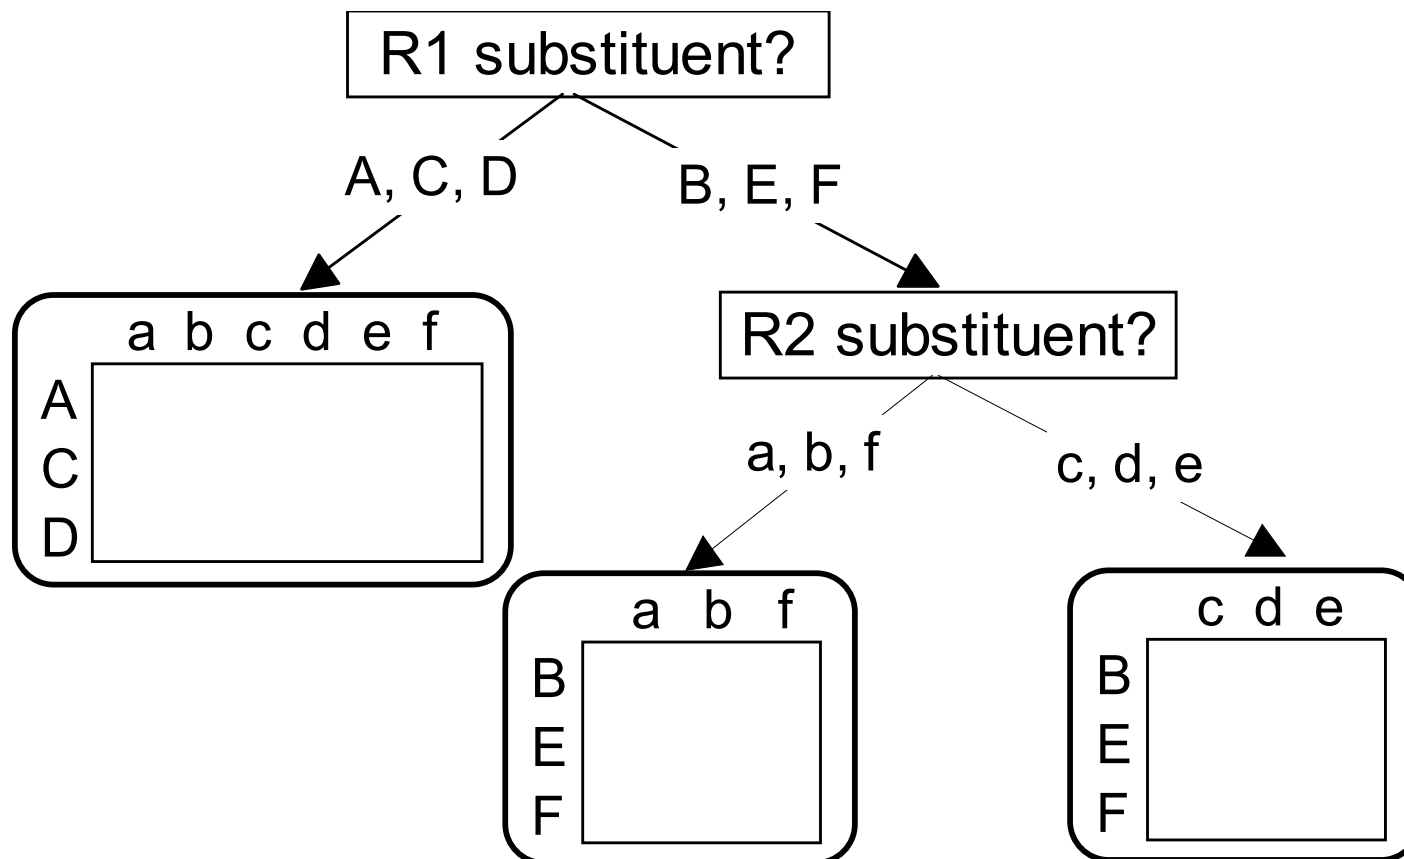 R1 substituent?
A, C, D
B, E, F
a b c d e f
A
C
D
R2 substituent?
a, b, f
c, d, e
a b f
B
E
F
c d e
B
E
F